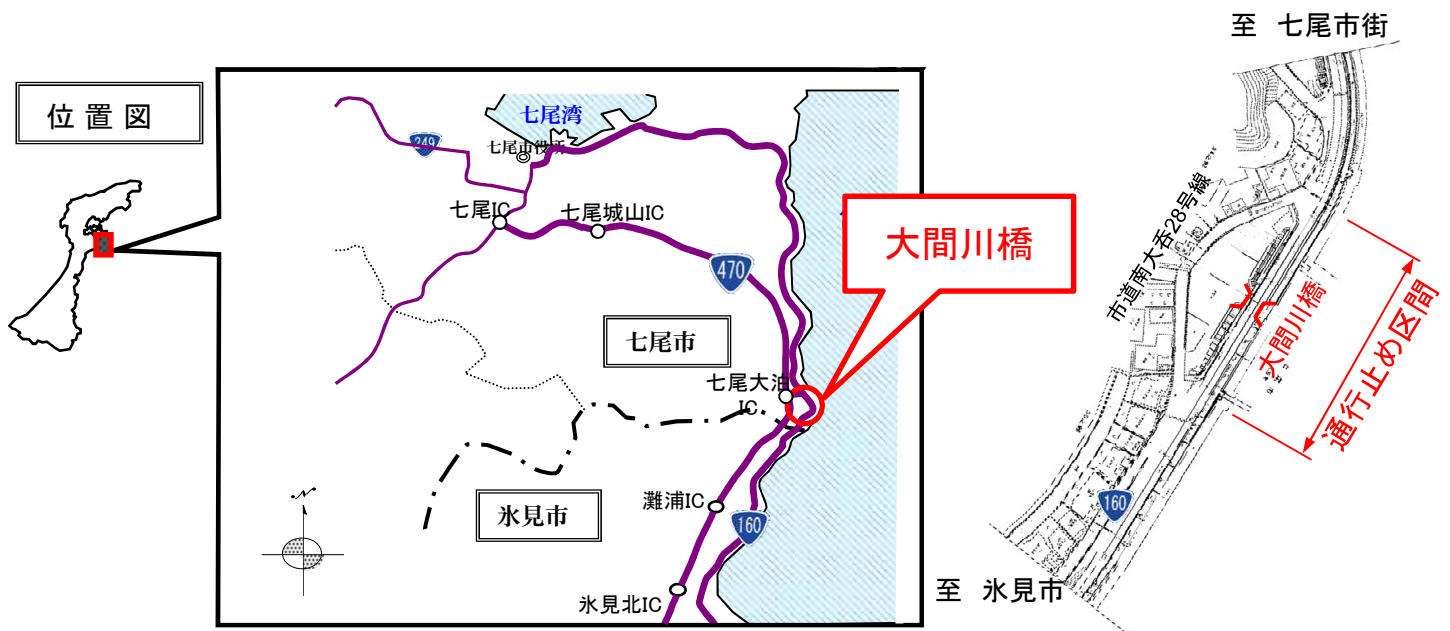 位置図
七尾湾
249
七尾市役所
七尾IC
七尾城山IC
470
大間川橋
七尾市
七尾大泊
IC
氷見市
灘浦IC
160
氷見北IC
至 七尾市街
市道南大呑28号線
大間川橋
通行止め区間
160
至 氷見市